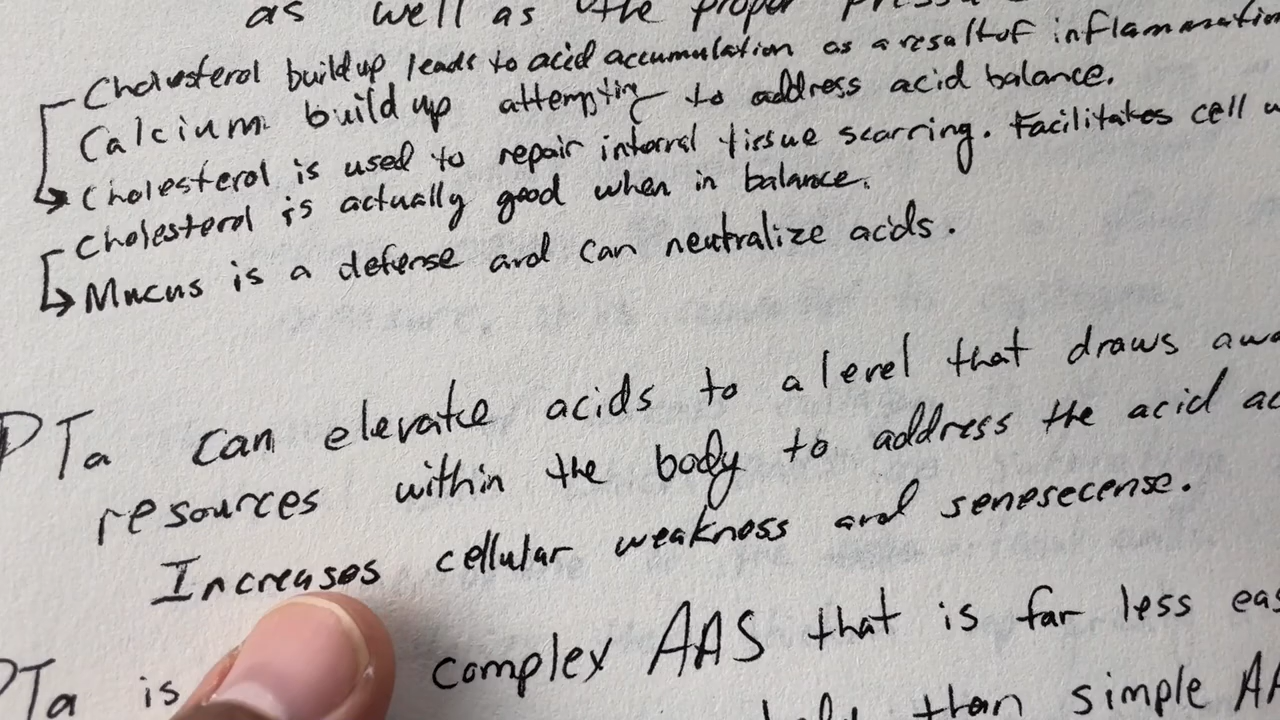 as well as the proper
Cholesterol buildup leads to acid accumulation as a result of inflammation
Calcium build up attempting to address acid balance.
Cholesterol is used to repair internal tissue scarring. Facilitates cell
Cholesterol is actually good when in balance.
Mucus is a defense and can neutralize acids.
PTa can elevate acids to a level that draws
resources within the body to address the acid
Increases cellular weakness and senesecense.
PTa is complex AAS that is far less
than simple